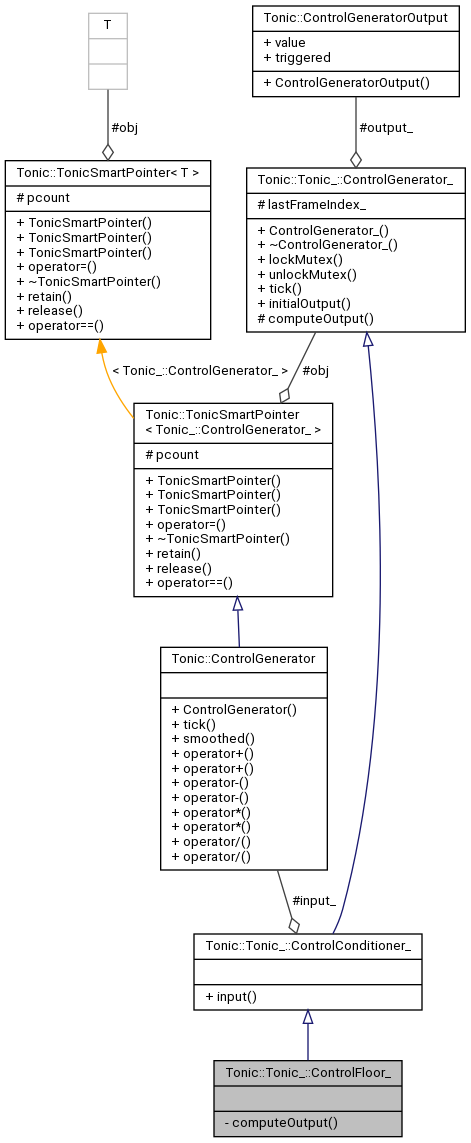 T
#obj
Tonic::ControlGeneratorOutput
+ value
+ triggered
+ ControlGeneratorOutput()
#output_
Tonic::TonicSmartPointer< T >
# pcount
+ TonicSmartPointer()
+ TonicSmartPointer()
+ TonicSmartPointer()
+ operator=()
+ ~TonicSmartPointer()
+ retain()
+ release()
+ operator==()
Tonic::Tonic_::ControlGenerator_
# lastFrameIndex_
+ ControlGenerator_()
+ ~ControlGenerator_()
+ lockMutex()
+ unlockMutex()
+ tick()
+ initialOutput()
# computeOutput()
< Tonic_::ControlGenerator_ >
#obj
Tonic::TonicSmartPointer
< Tonic_::ControlGenerator_ >
# pcount
+ TonicSmartPointer()
+ TonicSmartPointer()
+ TonicSmartPointer()
+ operator=()
+ ~TonicSmartPointer()
+ retain()
+ release()
+ operator==()
Tonic::ControlGenerator
+ ControlGenerator()
+ tick()
+ smoothed()
+ operator+()
+ operator+()
+ operator-()
+ operator-()
+ operator*()
+ operator*()
+ operator/()
+ operator/()
#input_
Tonic::Tonic_::ControlConditioner_
+ input()
Tonic::Tonic_::ControlFloor_
- computeOutput()